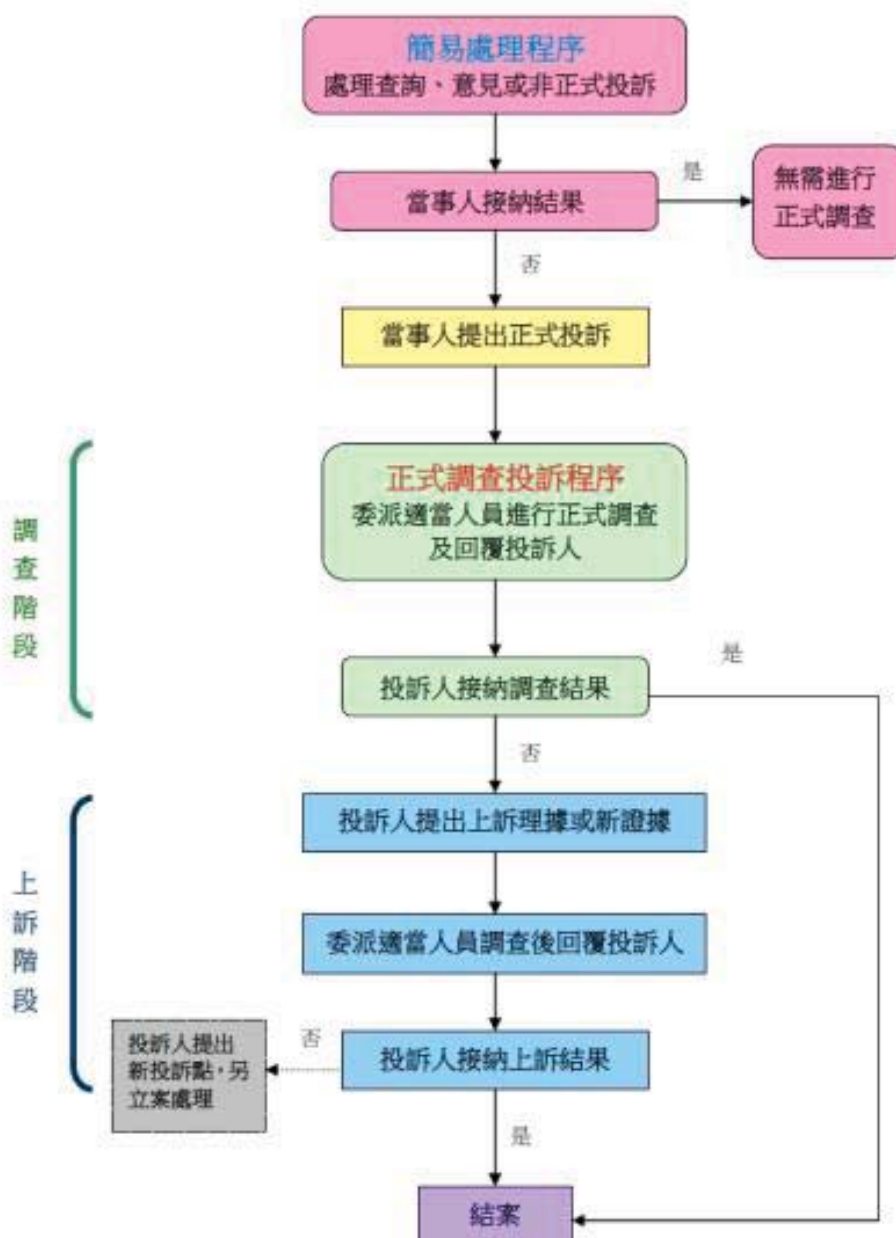 簡易處理程序
處理查詢、意見或非正式投訴
當事人接納結果
是
無需進行
正式調查
否
當事人提出正式投訴
調查階段
正式調查投訴程序
委派適當人員進行正式調查
及回覆投訴人
投訴人接納調查結果
是
否
上訴階段
投訴人提出上訴理據或新證據
委派適當人員調查後回覆投訴人
投訴人接納上訴結果
否
投訴人提出
新投訴點，另
立案處理
是
結案